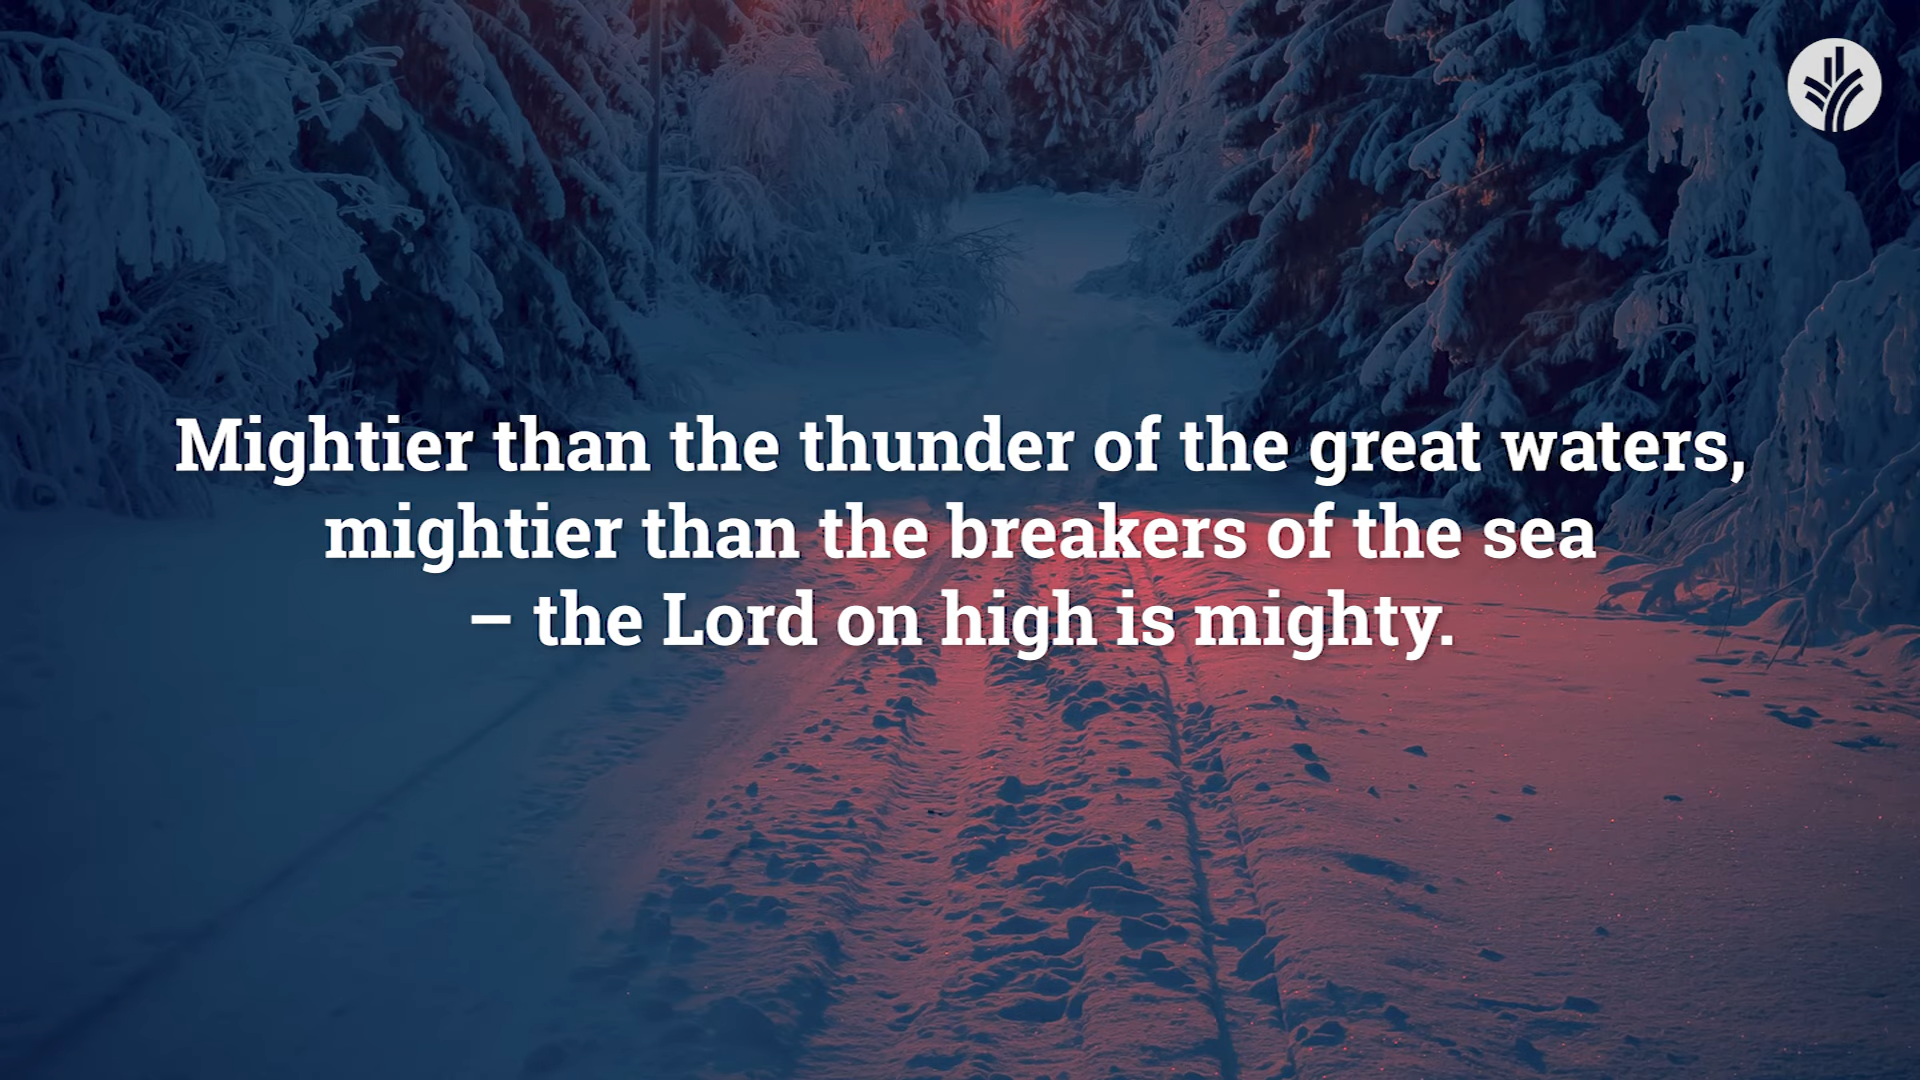 Mightier than the thunder of the great waters,
mightier than the breakers of the sea
– the Lord on high is mighty.